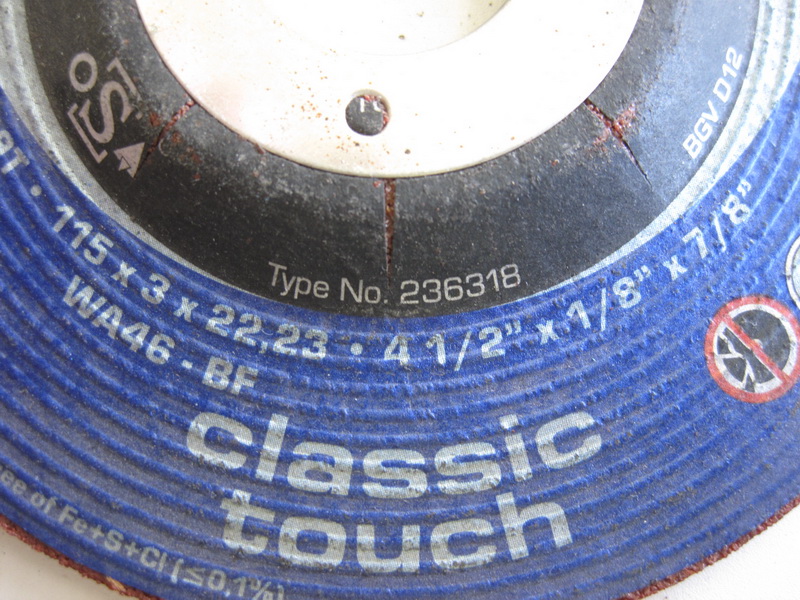 oSa
BGV D12
Type No. 236318
115 x 3 x 22,23 • 4 1/2” x 1/8” x 7/8”
WA46 - BF
classic
touch
of Fe+S+Cl (≤0,1%)